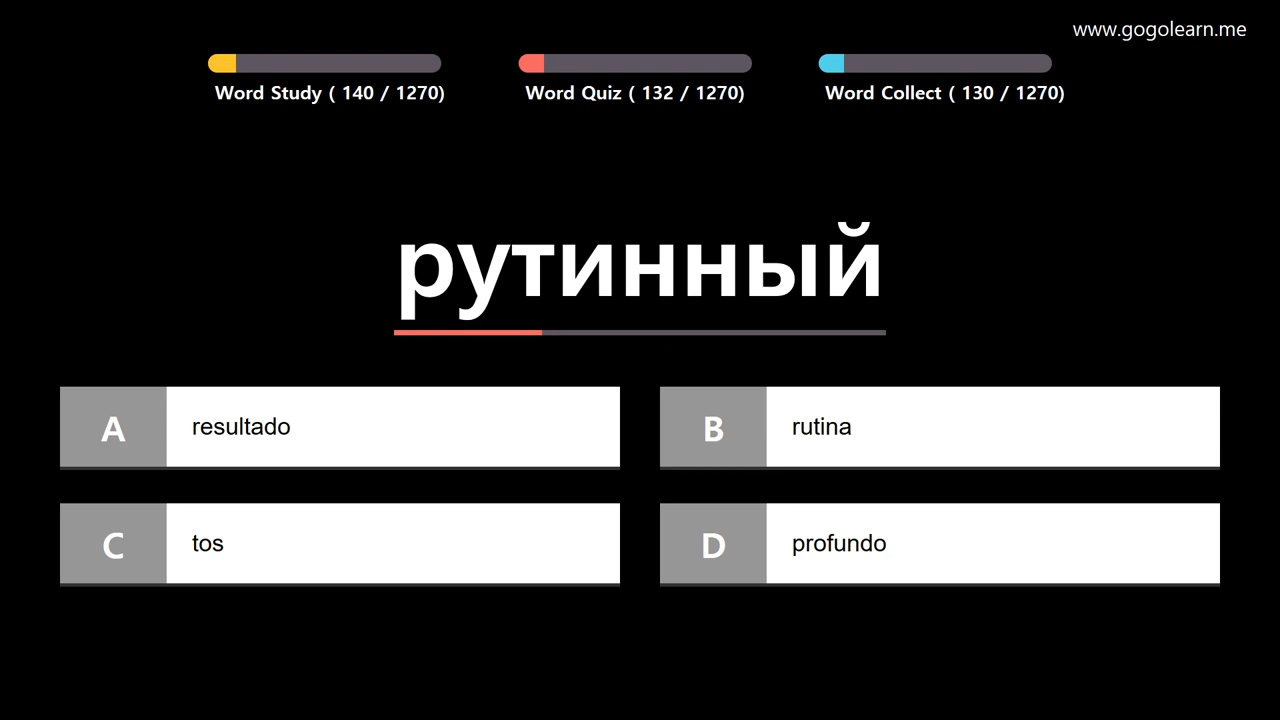 www.gogolearn.me
Word Study ( 140 / 1270)
Word Quiz ( 132 / 1270)
Word Collect ( 130 / 1270)
рутинный
A resultado
B rutina
C tos
D profundo